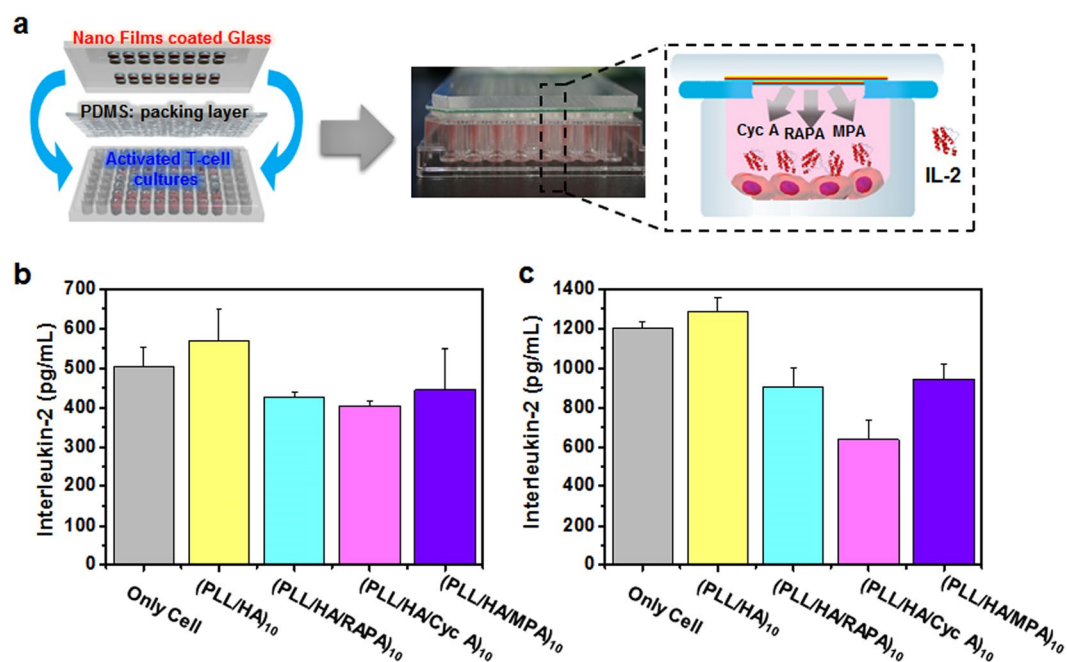 a
Nano Films coated Glass
PDMS: packing layer
Activated T-cell
cultures
Cyc A RAPA MPA
IL-2
b
Interleukin-2 (pg/mL)
700
600
500
400
300
200
100
0
Only Cell
(PLL/HA)10
(PLL/HA/RAPA)10
(PLL/HA/Cyc A)10
(PLL/HA/MPA)10
c
Interleukin-2 (pg/mL)
1400
1200
1000
800
600
400
200
0
Only Cell
(PLL/HA)10
(PLL/HA/RAPA)10
(PLL/HA/Cyc A)10
(PLL/HA/MPA)10